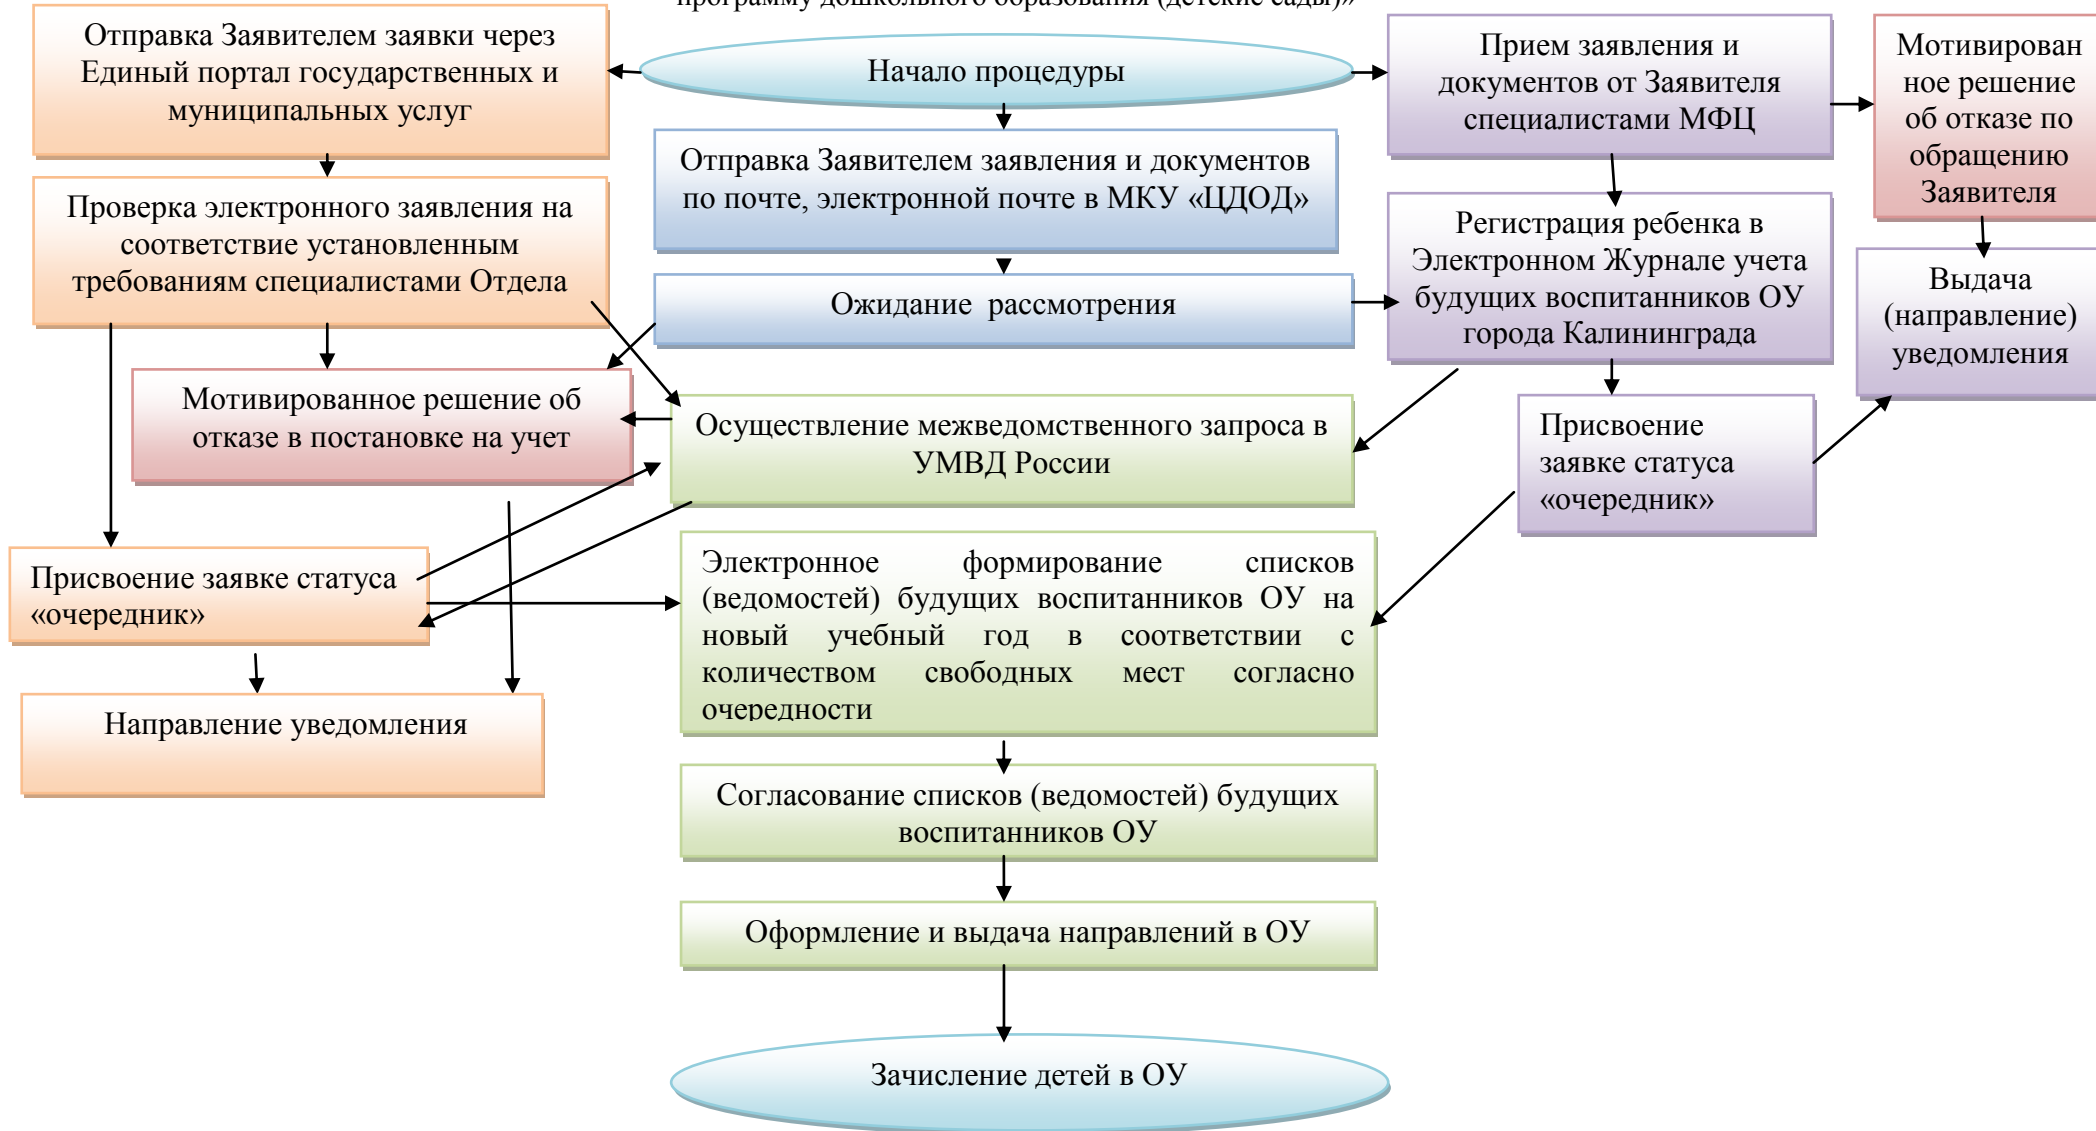 программу дошкольного образования (детские сады)»
Отправка Заявителем заявки через
Единый портал государственных и
муниципальных услуг
Начало процедуры
Прием заявления и
документов от Заявителя
специалистами МФЦ
Мотивирован
ное решение
об отказе по
обращению
Заявителя
Отправка Заявителем заявления и документов
по почте, электронной почте в МКУ «ЦДОД»
Проверка электронного заявления на
соответствие установленным
требованиям специалистами Отдела
Регистрация ребенка в
Электронном Журнале учета
будущих воспитанников ОУ
города Калининграда
Выдача
(направление)
уведомления
Ожидание рассмотрения
Мотивированное решение об
отказе в постановке на учет
Осуществление межведомственного запроса в
УМВД России
Присвоение
заявке статуса
«очередник»
Присвоение заявке статуса
«очередник»
Электронное формирование списков
(ведомостей) будущих воспитанников ОУ на
новый учебный год в соответствии с
количеством свободных мест согласно
очередности
Направление уведомления
Согласование списков (ведомостей) будущих
воспитанников ОУ
Оформление и выдача направлений в ОУ
Зачисление детей в ОУ